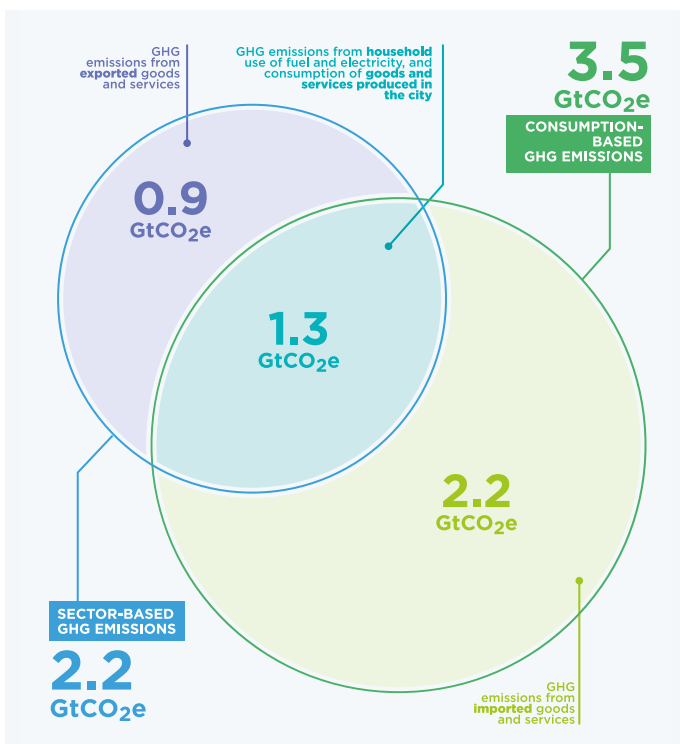 GHG
emissions from
exported goods
and services
GHG emissions from household
use of fuel and electricity, and
consumption of goods and
services produced in
the city
3.5
GtCO₂e
CONSUMPTION-
BASED
GHG EMISSIONS
0.9
GtCO₂e
1.3
GtCO₂e
2.2
GtCO₂e
SECTOR-BASED
GHG EMISSIONS
2.2
GtCO₂e
GHG
emissions from
imported goods
and services